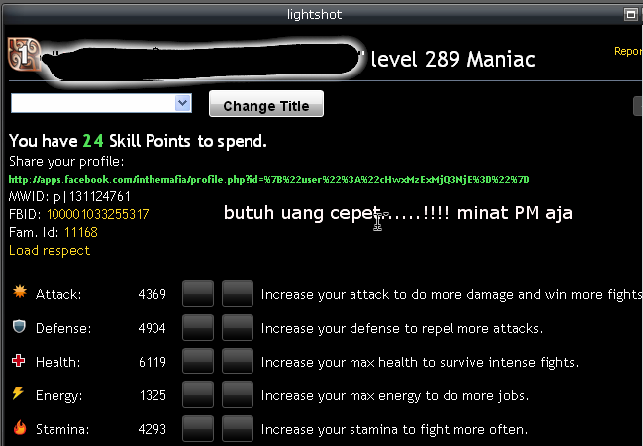 lightshot
level 289 Maniac
Repor
Change Title
You have 24 Skill Points to spend.
Share your profile:
http://apps.facebook.com/inthemafia/profile.php?id=%7B%22user%22%3A%22cHwxMzExMjQ3NjE%3D%22%7D
MWID: p|131124761
FBID: 100001033255317
butuh uang cepet......!!!! minat PM aja
Fam. Id: 11168
Load respect
Attack: 4369 Increase your attack to do more damage and win more fights
Defense: 4904 Increase your defense to repel more attacks.
Health: 6119 Increase your max health to survive intense fights.
Energy: 1325 Increase your max energy to do more jobs.
Stamina: 4293 Increase your stamina to fight more often.